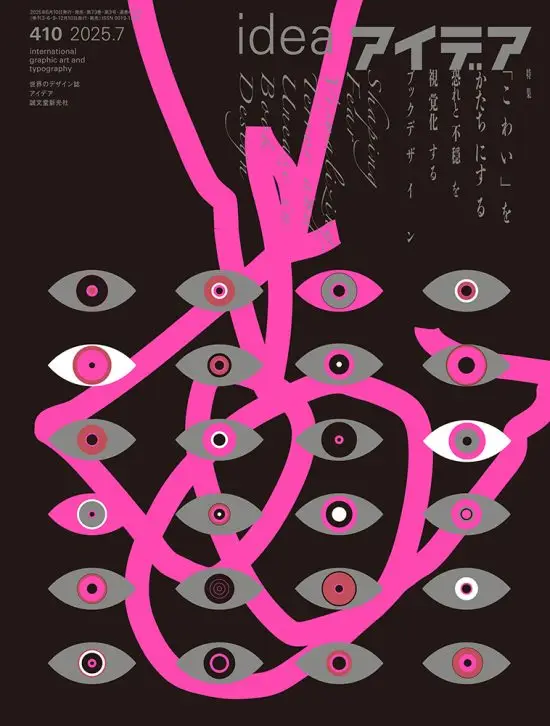 410 2025.7
international
graphic art and
typography
世界のデザイン誌
アイデア
誠文堂新光社
idea アイデア
特集
「こわい」を
かたちにする
恐れと不穏を
視覚化する
ブックデザイン
Shaping
Fear
Book
Design